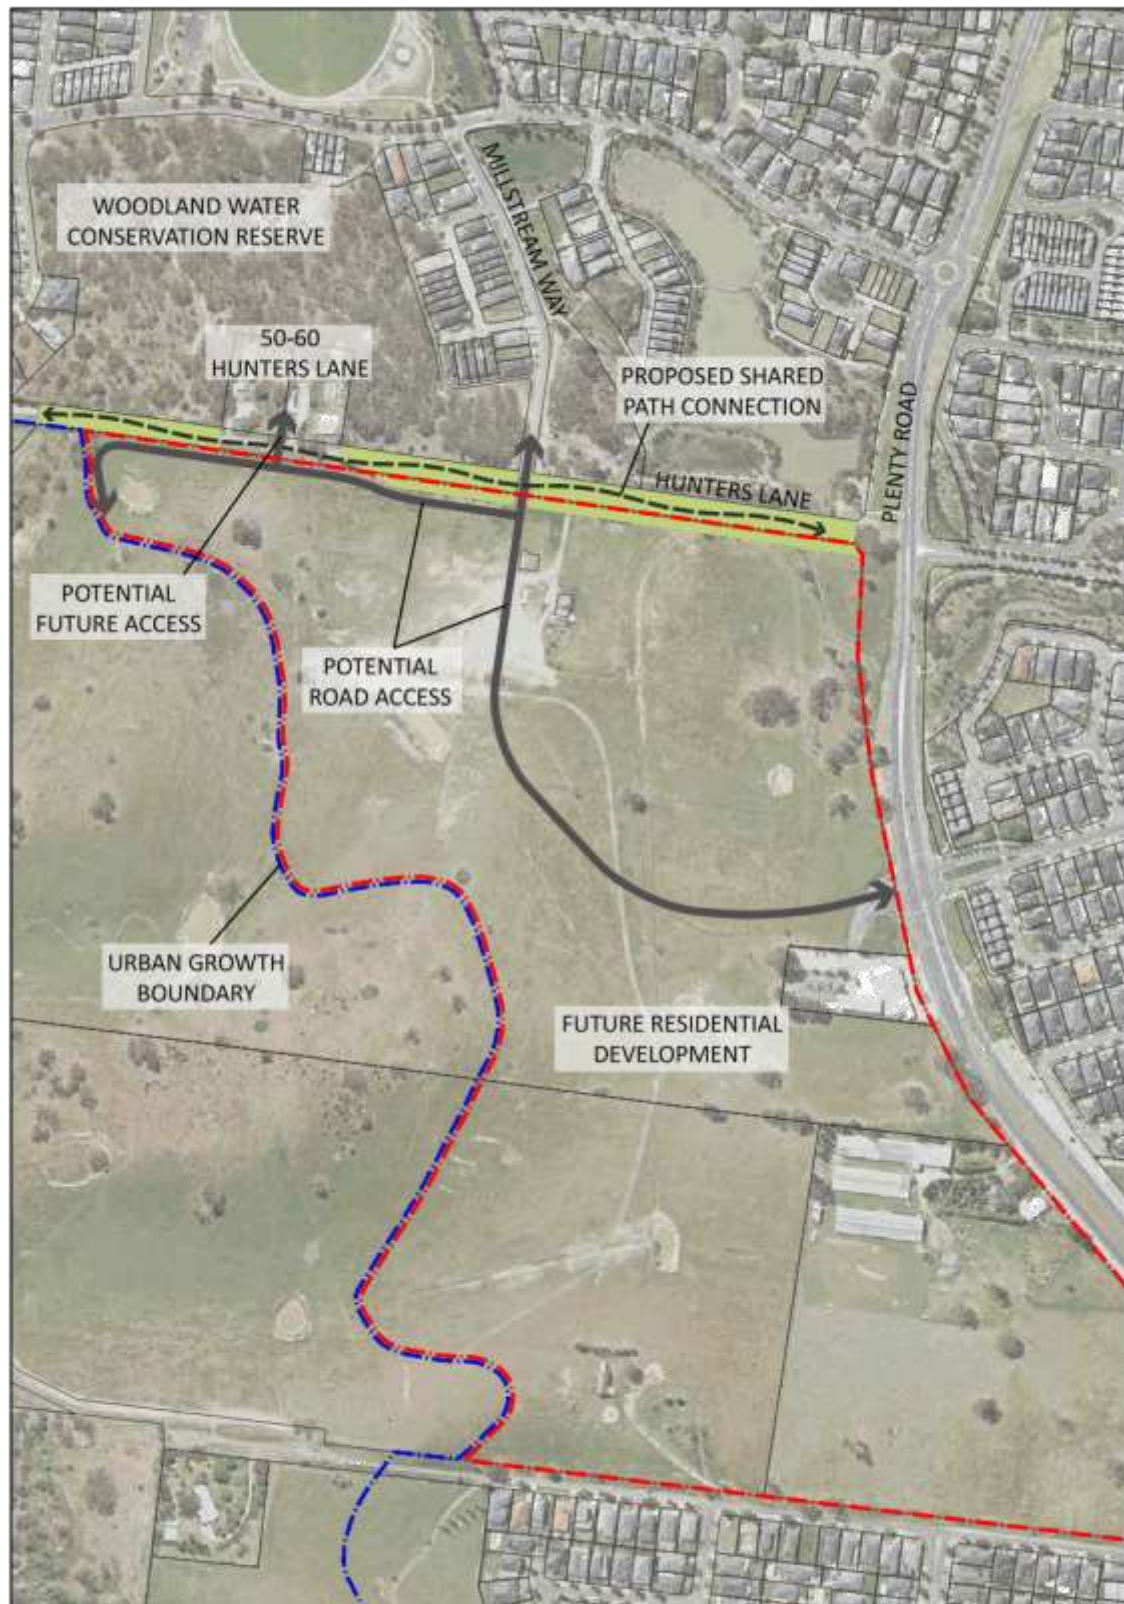 MILLSTREAM WAY
WOODLAND WATER
CONSERVATION RESERVE
50-60
HUNTERS LANE
PROPOSED SHARED
PATH CONNECTION
PLENTY ROAD
HUNTERS LANE
POTENTIAL
FUTURE ACCESS
POTENTIAL
ROAD ACCESS
URBAN GROWTH
BOUNDARY
FUTURE RESIDENTIAL
DEVELOPMENT